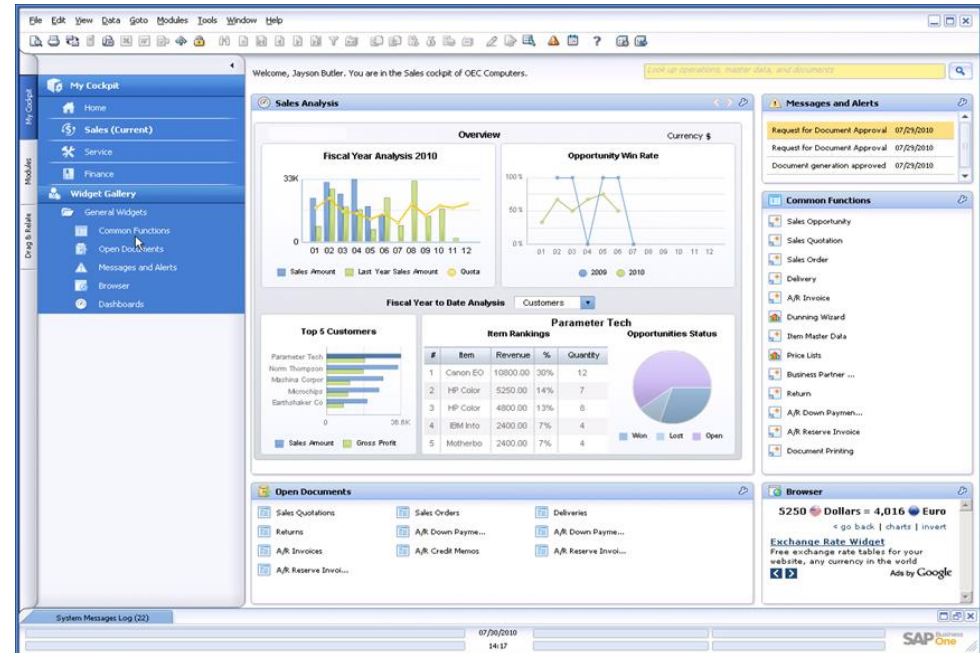 File Edit View Data Goto Modules Tools Window Help
My Cockpit
Modules
Drag & Relate
My Cockpit
Home
Sales (Current)
Service
Finance
Widget Gallery
General Widgets
Common Functions
Open Documents
Messages and Alerts
Browser
Dashboards
Welcome, Jayson Butler. You are in the Sales cockpit of OEC Computers.
Look up operations, master data, and documents
Sales Analysis
Overview
Currency $
Fiscal Year Analysis 2010
33K
0
01 02 03 04 05 06 07 08 09 10 11 12
Sales Amount Last Year Sales Amount Quota
Opportunity Win Rate
100%
50%
0%
01 02 03 04 05 06 07 08 09 10 11 12
2009 2010
Fiscal Year to Date Analysis Customers
Top 5 Customers
Parameter Tech
Norm Thompson
Mashina Corpor
Microchips
Earthshaker Co
0 38.8K
Sales Amount Gross Profit
Parameter Tech
Item Rankings
# Item Revenue % Quantity
1 Canon EO 10800.00 30% 12
2 HP Color 5250.00 14% 7
3 HP Color 4800.00 13% 8
4 IBM Into 2400.00 7% 4
5 Motherbo 2400.00 7% 4
Opportunities Status
Won Lost Open
Open Documents
Sales Quotations Sales Orders Deliveries
Returns A/R Down Payme... A/R Down Payme...
A/R Invoices A/R Credit Memos A/R Reserve Invoi...
A/R Reserve Invoi...
Messages and Alerts
Request for Document Approval 07/29/2010
Request for Document Approval 07/29/2010
Document generation approved 07/29/2010
Common Functions
Sales Opportunity
Sales Quotation
Sales Order
Delivery
A/R Invoice
Dunning Wizard
Item Master Data
Price Lists
Business Partner ...
Return
A/R Down Paymen...
A/R Reserve Invoice
Document Printing
Browser
5250 Dollars = 4,016 Euro
< go back | charts | invert
Exchange Rate Widget
Free exchange rate tables for your
website, any currency in the world
Ads by Google
System Messages Log (22)
07/30/2010
14:17
SAP Business One